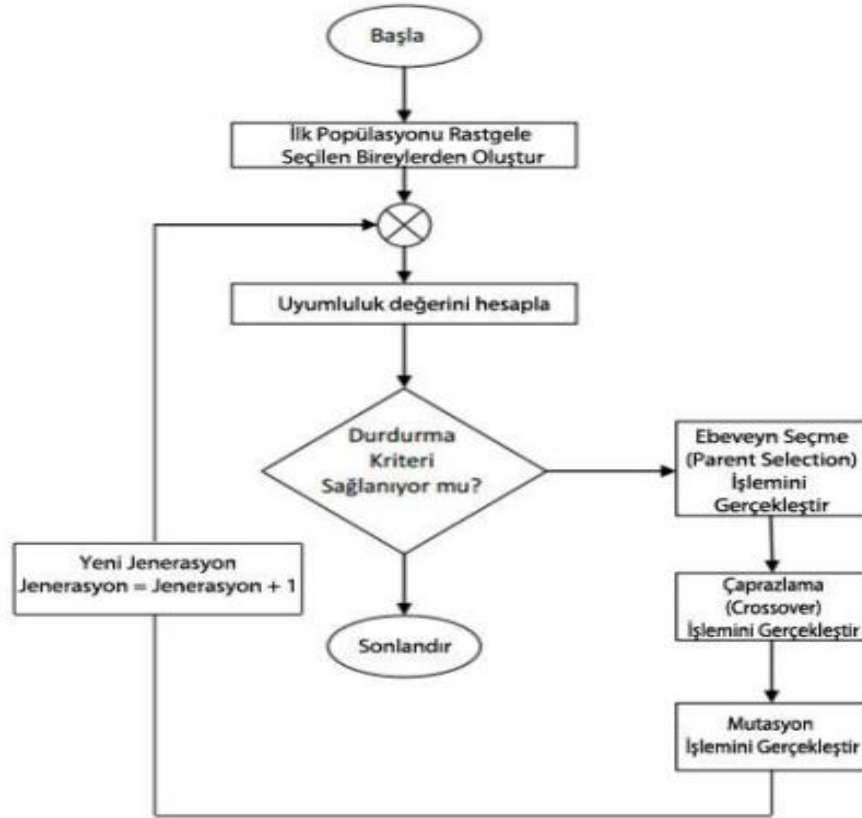 Başla
İlk Popülasyonu Rastgele
Seçilen Bireylerden Oluştur
Uyumluluk değerini hesapla
Durdurma
Kriteri
Sağlanıyor mu?
Ebeveyn Seçme
(Parent Selection)
İşlemini
Gerçekleştir
Çaprazlama
(Crossover)
İşlemini Gerçekleştir
Mutasyon
İşlemini Gerçekleştir
Yeni Jenerasyon
Jenerasyon = Jenerasyon + 1
Sonlandır